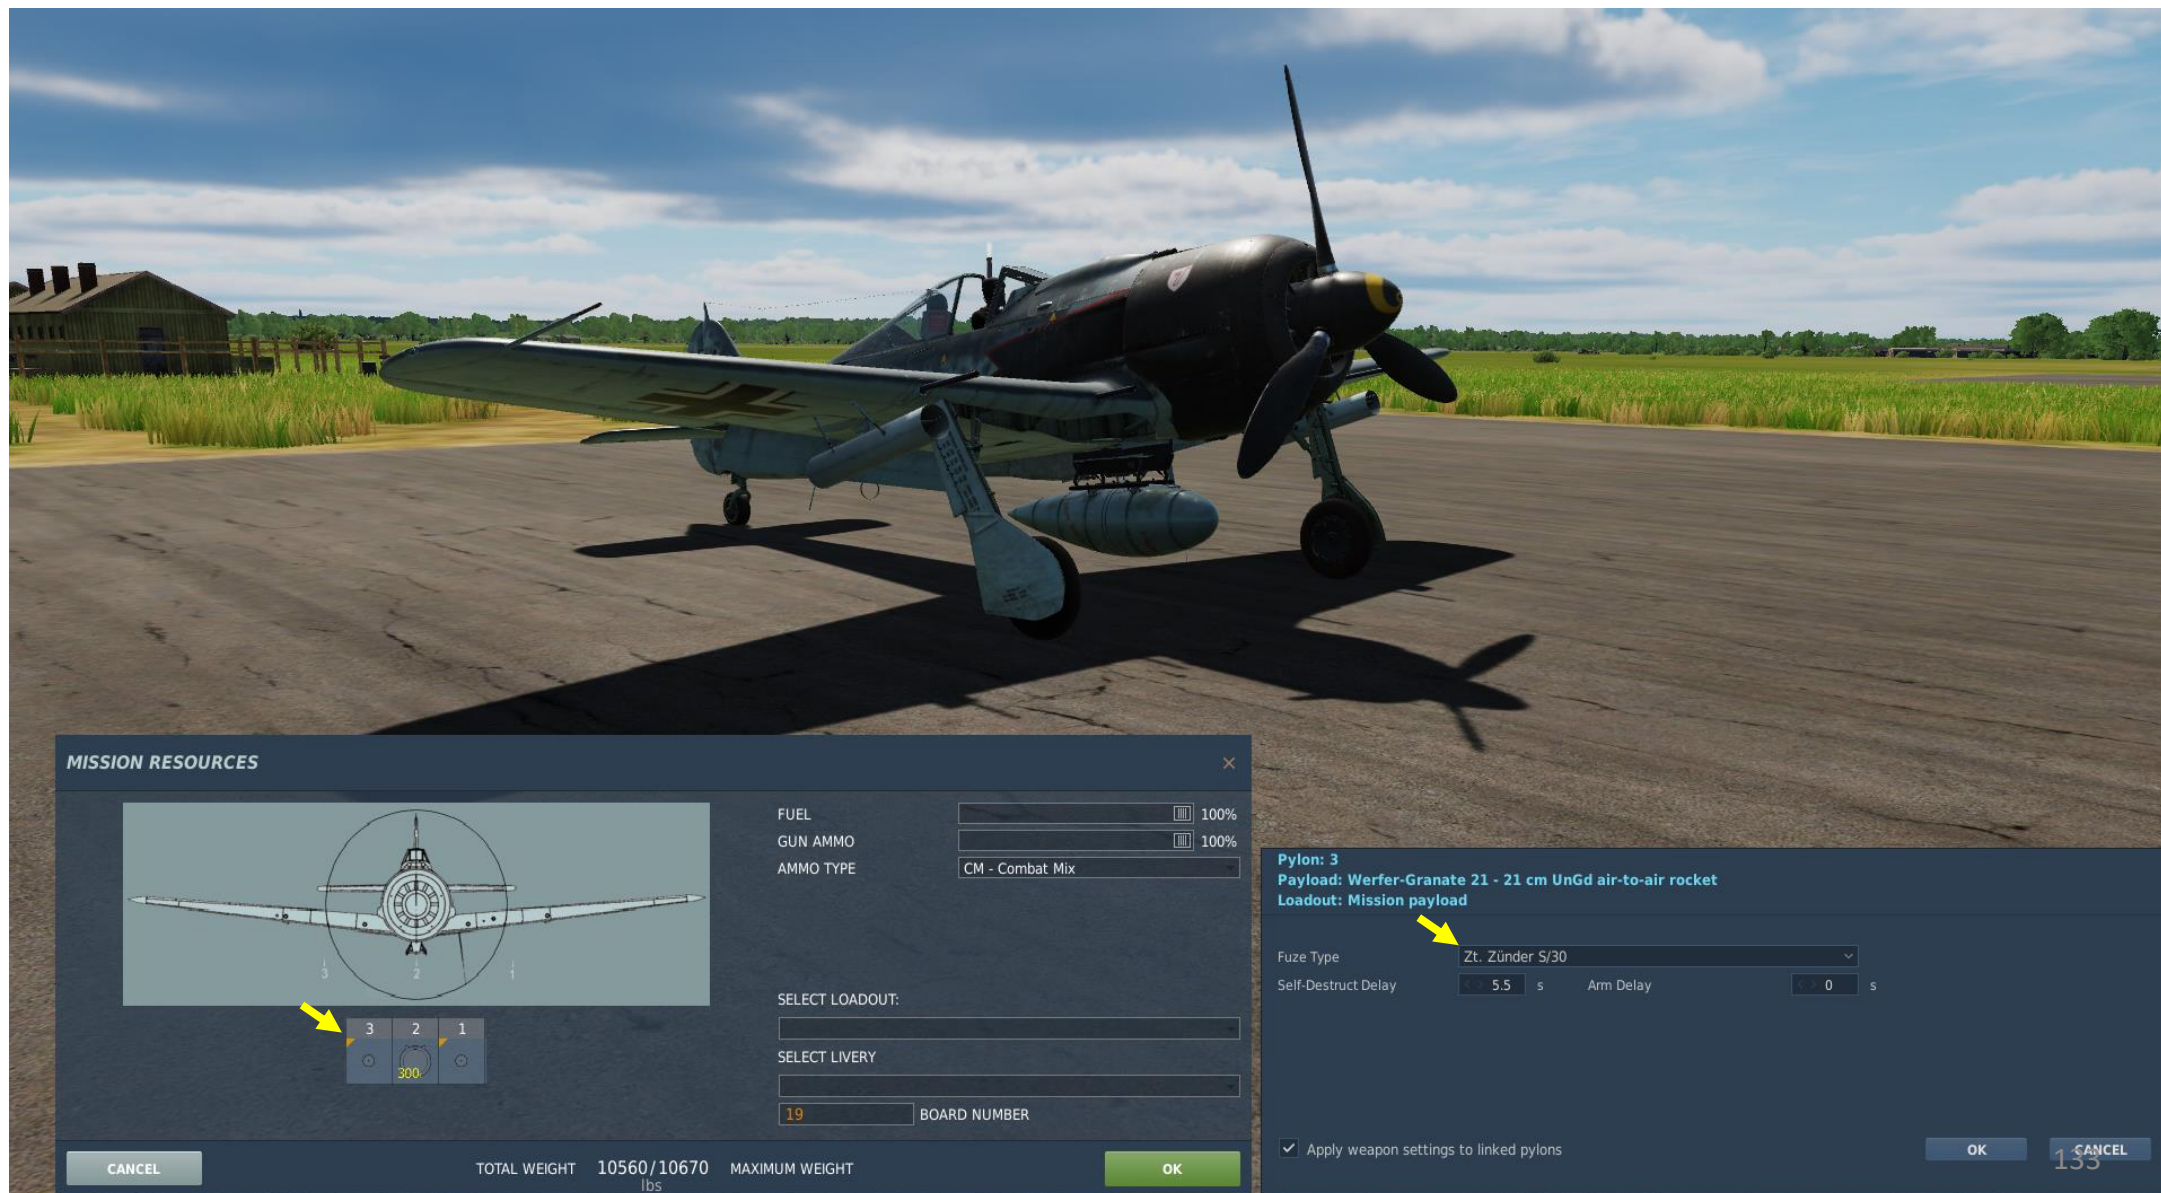 MISSION RESOURCES
FUEL 100%
GUN AMMO 100%
AMMO TYPE CM - Combat Mix
3 2 1
SELECT LOADOUT:
3 2 1
300
SELECT LIVERY
19 BOARD NUMBER
CANCEL TOTAL WEIGHT 10560/10670 MAXIMUM WEIGHT OK
lbs
Pylon: 3
Payload: Werfer-Granate 21 - 21 cm UnGd air-to-air rocket
Loadout: Mission payload
Fuze Type Zt. Zünder S/30
Self-Destruct Delay 5.5 s Arm Delay 0 s
Apply weapon settings to linked pylons OK CANCEL
133